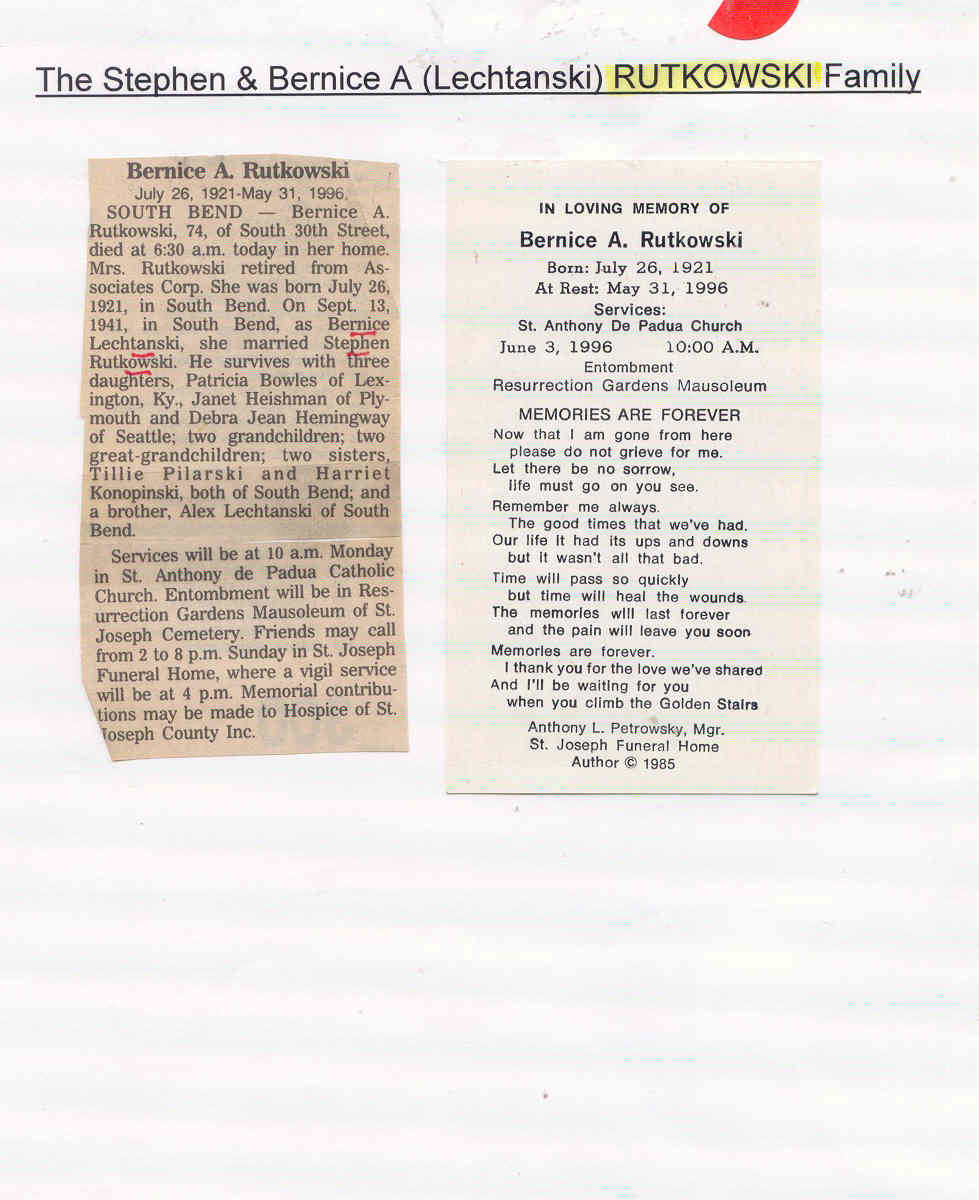 The Stephen & Bernice A (Lechtanski) RUTKOWSKI Family
Bernice A. Rutkowski
July 26, 1921-May 31, 1996
SOUTH BEND — Bernice A.
Rutkowski, 74, of South 30th Street,
died at 6:30 a.m. today in her home.
Mrs. Rutkowski retired from As-
sociates Corp. She was born July 26,
1921, in South Bend. On Sept. 13,
1941, in South Bend, as Bernice
Lechtanski, she married Stephen
Rutkowski. He survives with three
daughters, Patricia Bowles of Lex-
ington, Ky., Janet Heishman of Ply-
mouth and Debra Jean Hemingway
of Seattle; two grandchildren; two
great-grandchildren; two sisters,
Tillie Pilarski and Harriet
Konopinski, both of South Bend; and
a brother, Alex Lechtanski of South
Bend.
Services will be at 10 a.m. Monday
in St. Anthony de Padua Catholic
Church. Entombment will be in Res-
urrection Gardens Mausoleum of St.
Joseph Cemetery. Friends may call
from 2 to 8 p.m. Sunday in St. Joseph
Funeral Home, where a vigil service
will be at 4 p.m. Memorial contribu-
tions may be made to Hospice of St.
Joseph County Inc.
IN LOVING MEMORY OF
Bernice A. Rutkowski
Born: July 26, 1921
At Rest: May 31, 1996
Services:
St. Anthony De Padua Church
June 3, 1996 10:00 A.M.
Entombment
Resurrection Gardens Mausoleum
MEMORIES ARE FOREVER
Now that I am gone from here
please do not grieve for me.
Let there be no sorrow,
life must go on you see.
Remember me always.
The good times that we've had.
Our life it had its ups and downs
but it wasn't all that bad.
Time will pass so quickly
but time will heal the wounds.
The memories will last forever
and the pain will leave you soon
Memories are forever.
I thank you for the love we've shared
And I'll be waiting for you
when you climb the Golden Stairs
Anthony L. Petrowsky, Mgr.
St. Joseph Funeral Home
Author © 1985